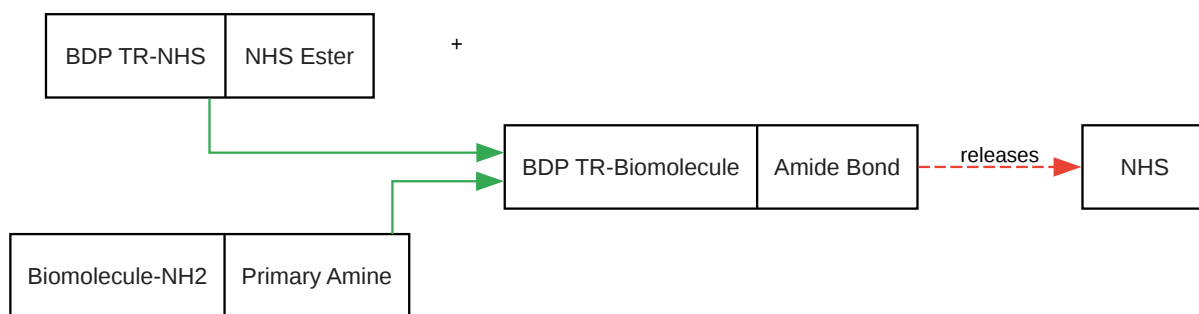 BDP TR-NHS NHS Ester
+
BDP TR-Biomolecule Amide Bond
releases
NHS
Biomolecule-NH2 Primary Amine